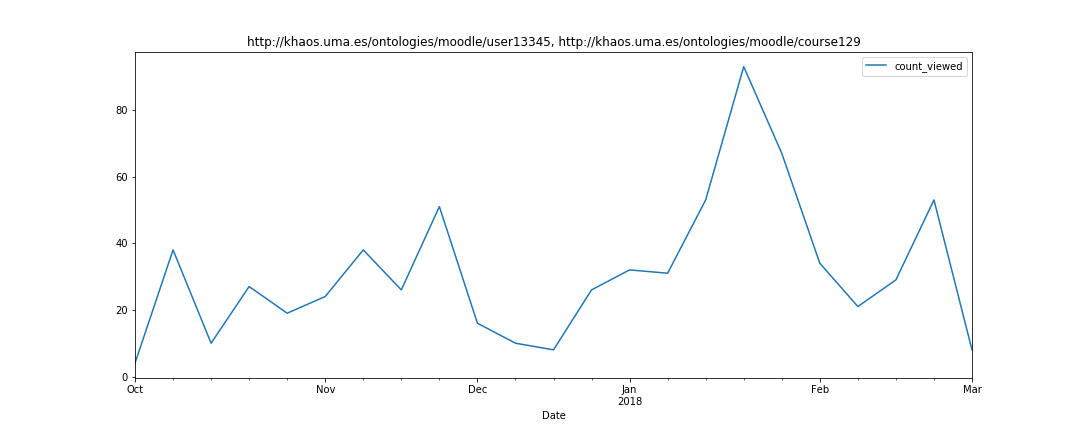 http://khaos.uma.es/ontologies/moodle/user13345, http://khaos.uma.es/ontologies/moodle/course129
count_viewed
80
60
40
20
0
Oct Nov Dec Jan Feb Mar
2018
Date